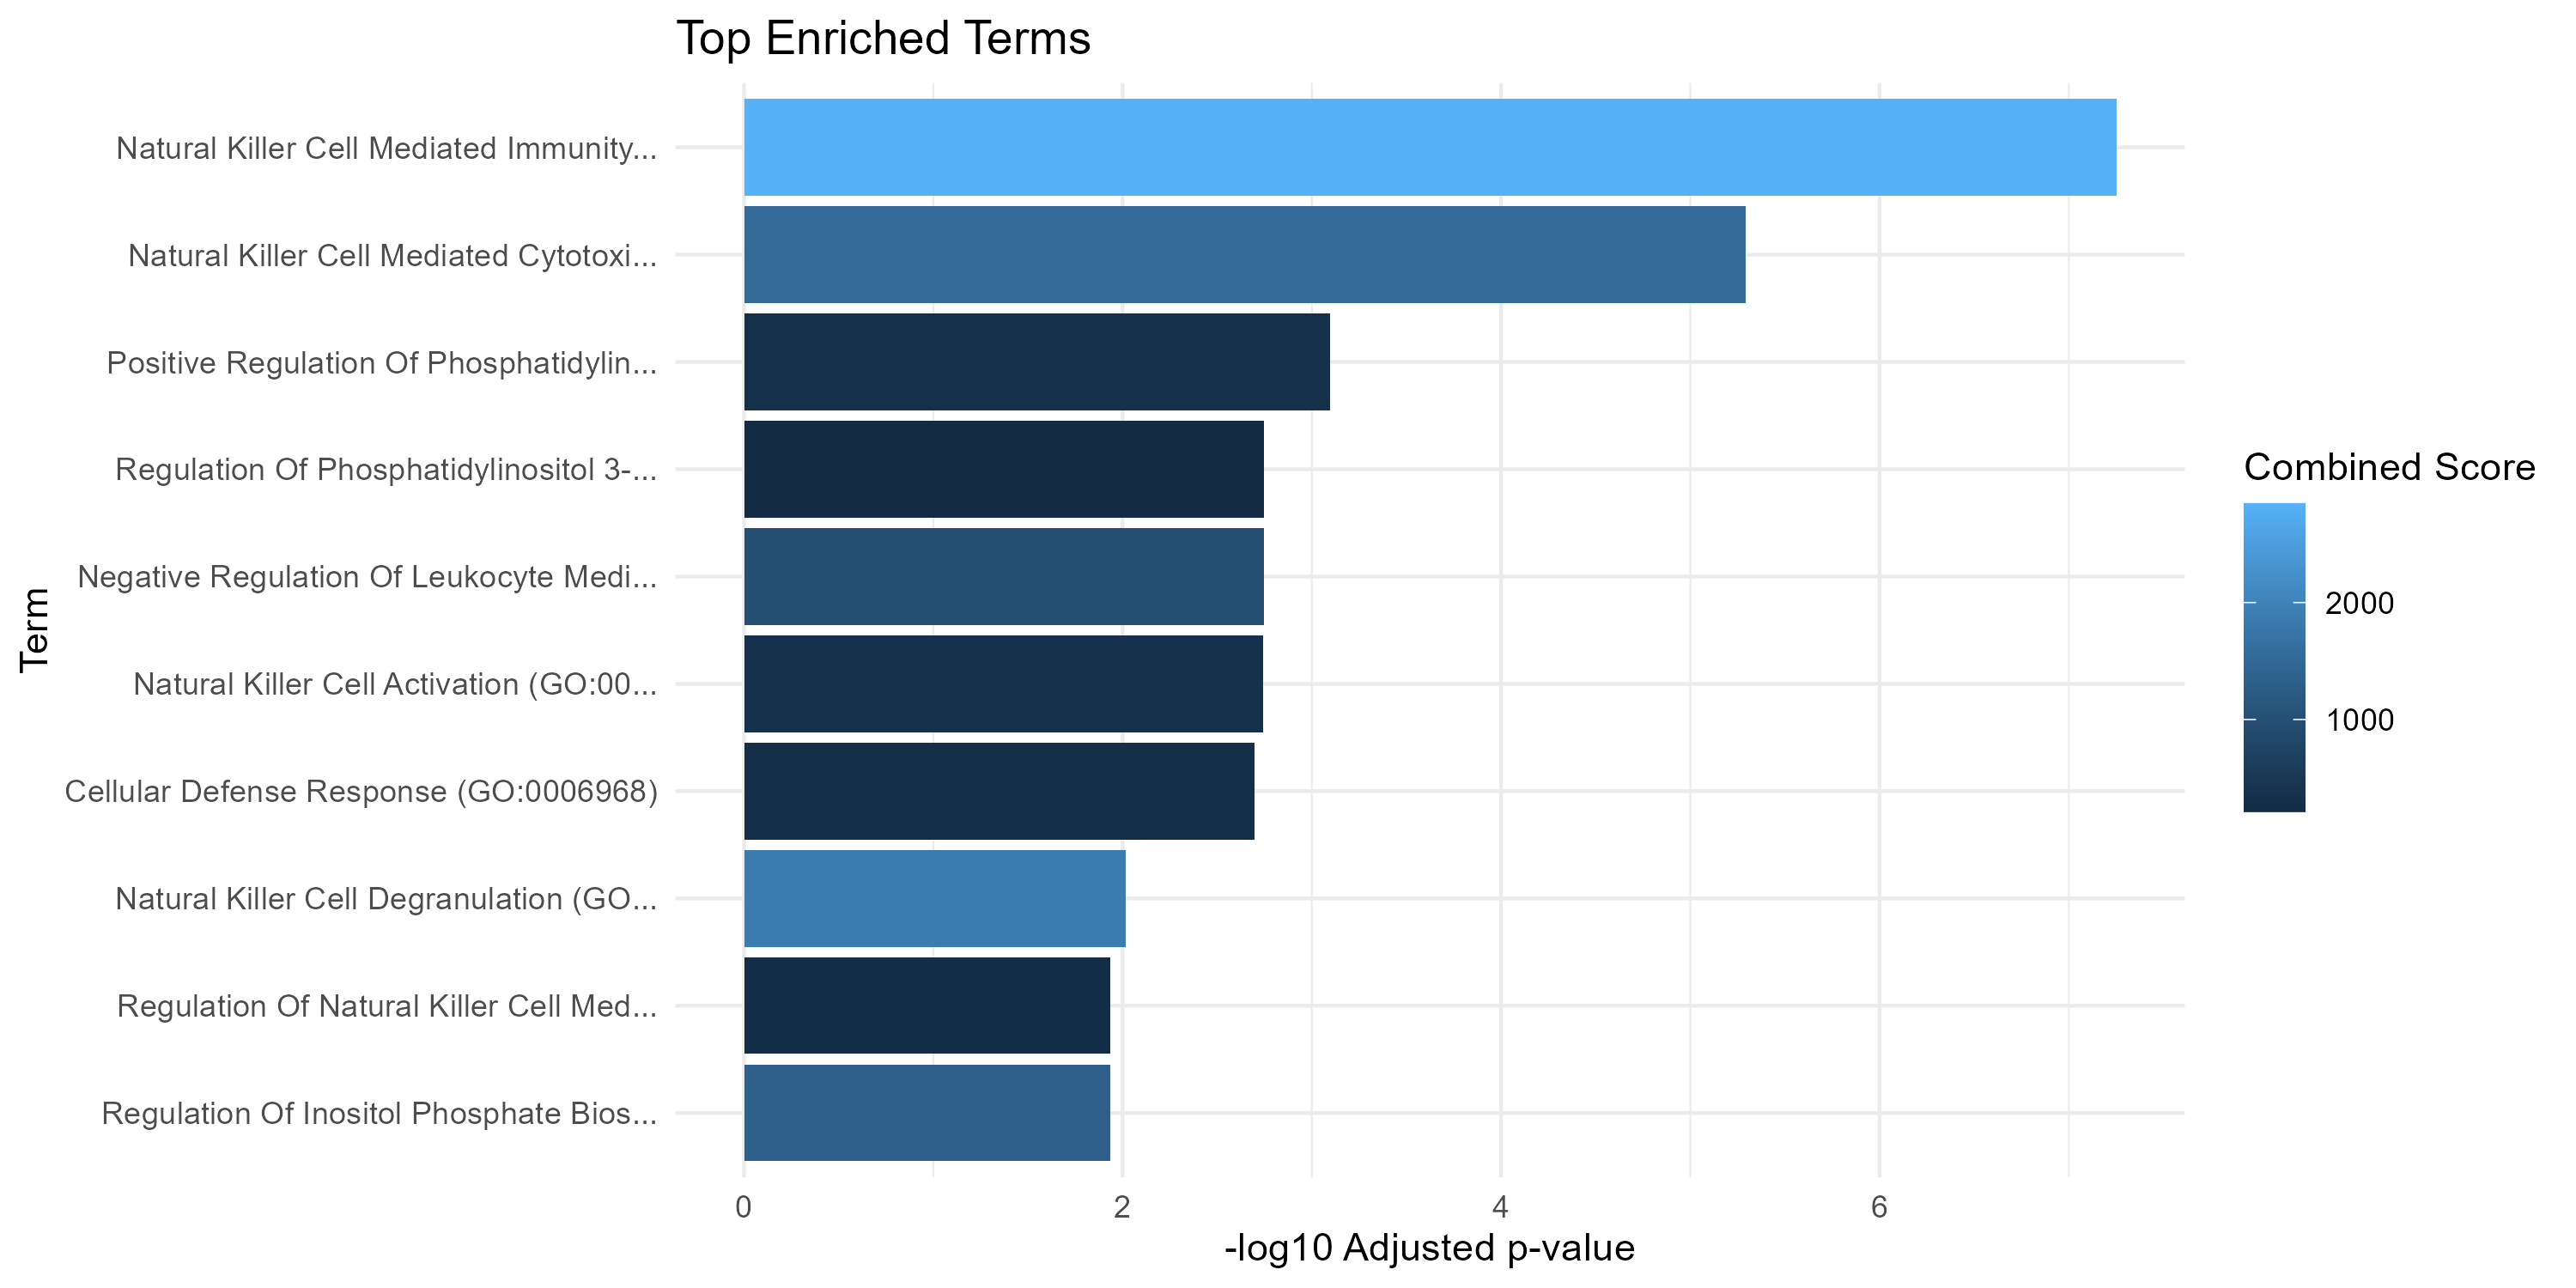 Top Enriched Terms
Natural Killer Cell Mediated Immunity...
Natural Killer Cell Mediated Cytotoxi...
Positive Regulation Of Phosphatidylin...
Regulation Of Phosphatidylinositol 3-...
Negative Regulation Of Leukocyte Medi...
Natural Killer Cell Activation (GO:00...
Cellular Defense Response (GO:0006968)
Natural Killer Cell Degranulation (GO...
Regulation Of Natural Killer Cell Med...
Regulation Of Inositol Phosphate Bios...
Term
0 2 4 6
-log10 Adjusted p-value
Combined Score
2000
1000